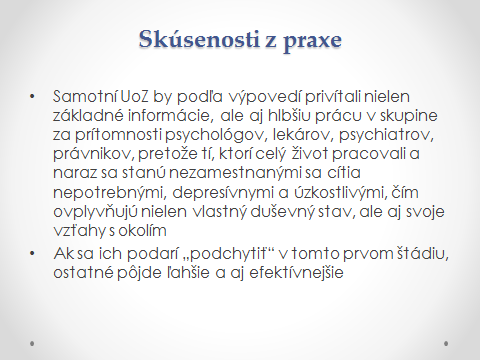 Skúsenosti z praxe
• Samotní UoZ by podľa výpovedí privítali nielen
základné informácie, ale aj hlbšiu prácu v skupine
za prítomnosti psychológov, lekárov, psychiatrov,
právnikov, pretože tí, ktorí celý život pracovali a
naraz sa stanú nezamestnanými sa cítia
nepotrebnými, depresívnymi a úzkostlivými, čím
ovplyvňujú nielen vlastný duševný stav, ale aj svoje
vzťahy s okolím
• Ak sa ich podarí „podchytiť“ v tomto prvom štádiu,
ostatné pôjde ľahšie a aj efektívnejšie